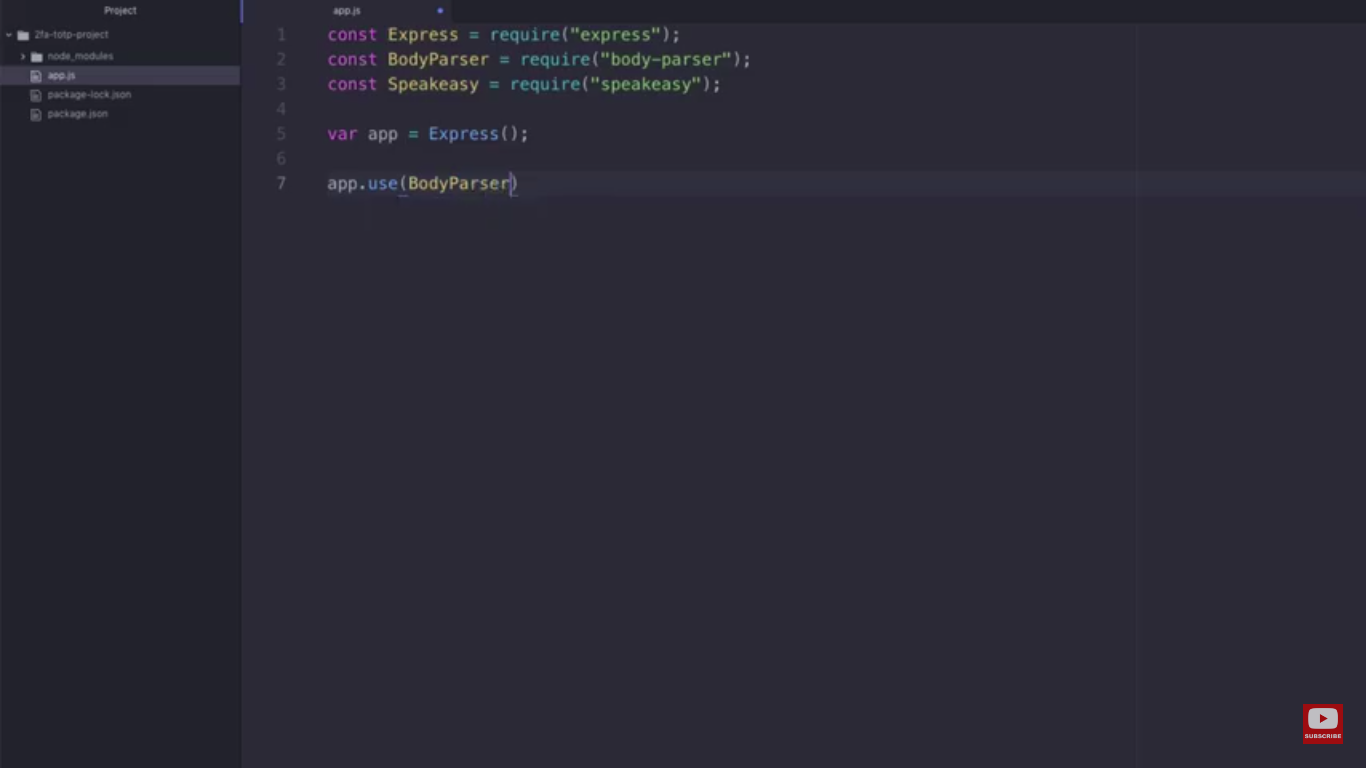 Project
2fa-totp-project
node_modules
app.js
package-lock.json
package.json
app.js
1 const Express = require("express");
2 const BodyParser = require("body-parser");
3 const Speakeasy = require("speakeasy");
4
5 var app = Express();
6
7 app.use(BodyParser)
SUBSCRIBE